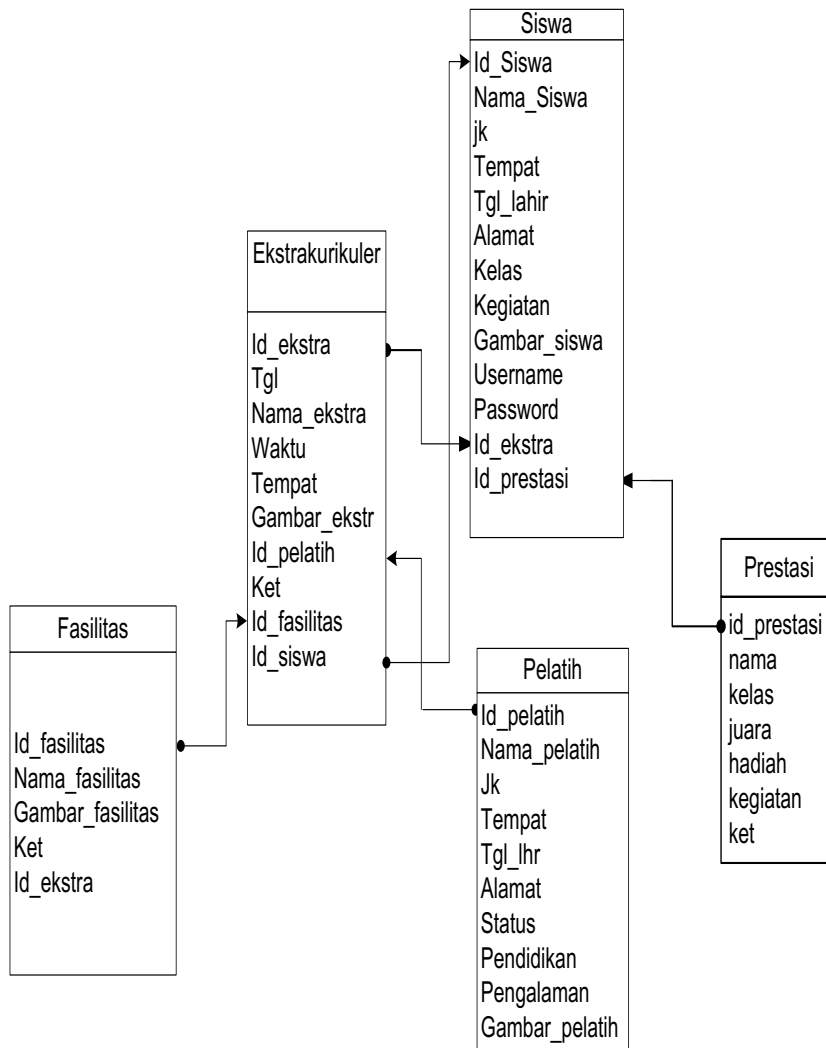 Siswa
Id_Siswa
Nama_Siswa
jk
Tempat
Tgl_lahir
Alamat
Kelas
Kegiatan
Gambar_siswa
Username
Password
Id_ekstra
Id_prestasi
Ekstrakurikuler
Id_ekstra
Tgl
Nama_ekstra
Waktu
Tempat
Gambar_ekstr
Id_pelatih
Ket
Id_fasilitas
Id_siswa
Fasilitas
Id_fasilitas
Nama_fasilitas
Gambar_fasilitas
Ket
Id_ekstra
Pelatih
Id_pelatih
Nama_pelatih
Jk
Tempat
Tgl_lhr
Alamat
Status
Pendidikan
Pengalaman
Gambar_pelatih
Prestasi
id_prestasi
nama
kelas
juara
hadiah
kegiatan
ket